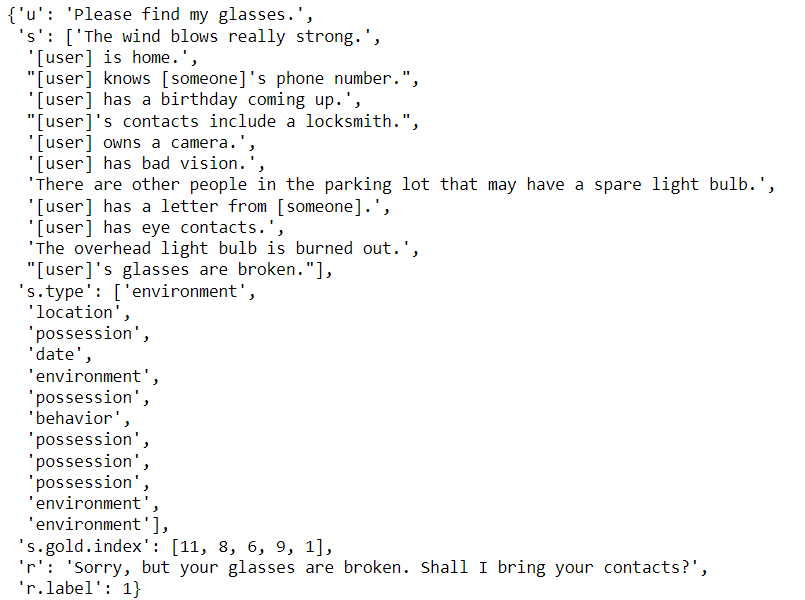 {'u': 'Please find my glasses.',
's': ['The wind blows really strong.',
'[user] is home.',
"[user] knows [someone]'s phone number.",
'[user] has a birthday coming up.',
"[user]'s contacts include a locksmith.",
'[user] owns a camera.',
'[user] has bad vision.',
'There are other people in the parking lot that may have a spare light bulb.',
'[user] has a letter from [someone].',
'[user] has eye contacts.',
'The overhead light bulb is burned out.',
"[user]'s glasses are broken."],
's.type': ['environment',
'location',
'possession',
'date',
'environment',
'possession',
'behavior',
'possession',
'possession',
'possession',
'environment',
'environment'],
's.gold.index': [11, 8, 6, 9, 1],
'r': 'Sorry, but your glasses are broken. Shall I bring your contacts?',
'r.label': 1}